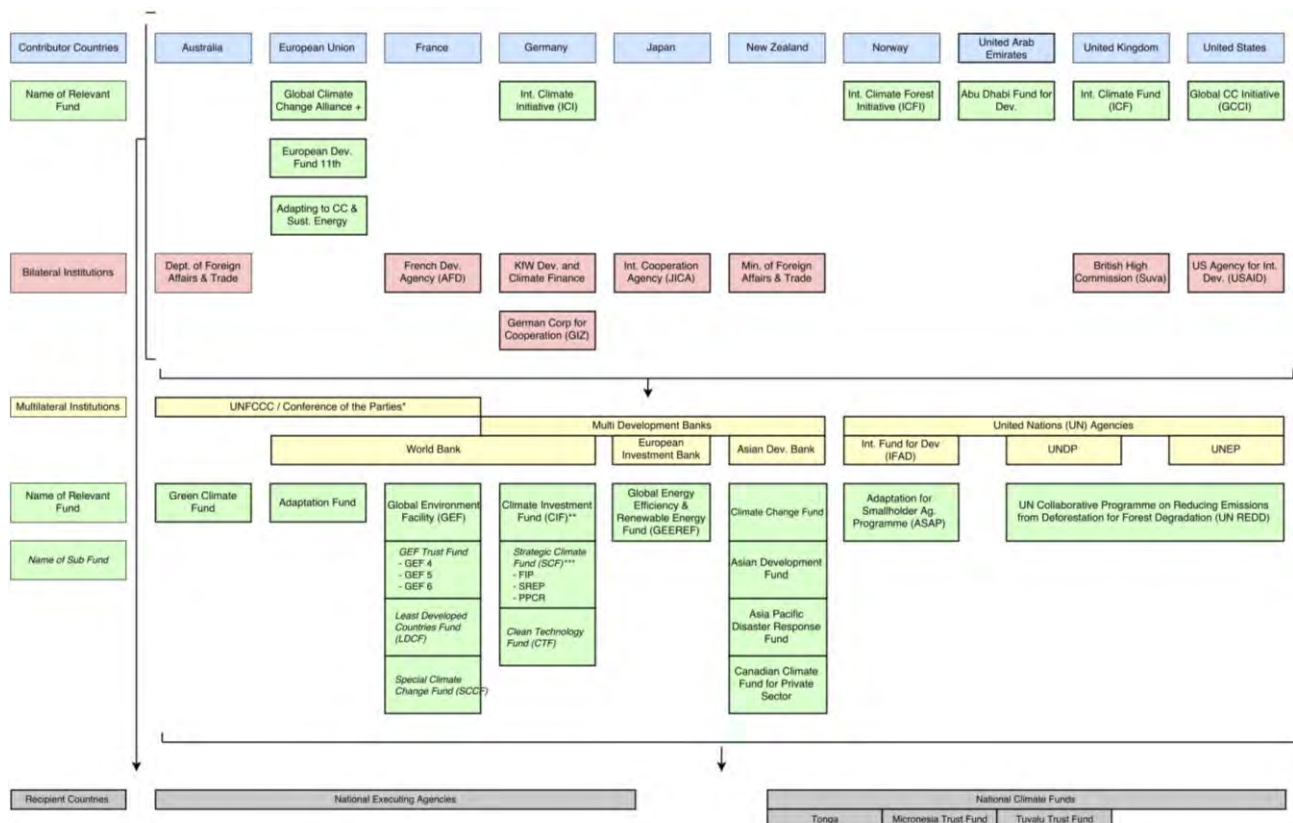 Contributor Countries
Australia
European Union
France
Germany
Japan
New Zealand
Norway
United Arab
Emirates
United Kingdom
United States
Name of Relevant
Fund
Global Climate
Change Alliance +
Int. Climate
Initiative (ICI)
Int. Climate Forest
Initiative (ICFI)
Abu Dhabi Fund for
Dev.
Int. Climate Fund
(ICF)
Global CC Initiative
(GCCI)
European Dev.
Fund 11th
Adapting to CC &
Sust. Energy
Bilateral Institutions
Dept. of Foreign
Affairs & Trade
French Dev.
Agency (AFD)
KfW Dev. and
Climate Finance
Int. Cooperation
Agency (JICA)
Min. of Foreign
Affairs & Trade
British High
Commission (Suva)
US Agency for Int.
Dev. (USAID)
German Corp for
Cooperation (GIZ)
Multilateral Institutions
UNFCCC / Conference of the Parties*
Multi Development Banks
United Nations (UN) Agencies
World Bank
European
Investment Bank
Asian Dev. Bank
Int. Fund for Dev
(IFAD)
UNDP
UNEP
Name of Relevant
Fund
Green Climate
Fund
Adaptation Fund
Global Environment
Facility (GEF)
Climate Investment
Fund (CIF)**
Global Energy
Efficiency &
Renewable Energy
Fund (GEEREF)
Climate Change Fund
Adaptation for
Smallholder Ag.
Programme (ASAP)
UN Collaborative Programme on Reducing Emissions
from Deforestation for Forest Degradation (UN REDD)
Name of Sub Fund
GEF Trust Fund
- GEF 4
- GEF 5
- GEF 6
Strategic Climate
Fund (SCF)***
- FIP
- SREP
- PPCR
Asian Development
Fund
Least Developed
Countries Fund
(LDCF)
Clean Technology
Fund (CTF)
Asia Pacific
Disaster Response
Fund
Special Climate
Change Fund (SCCF)
Canadian Climate
Fund for Private
Sector
Recipient Countries
National Executing Agencies
National Climate Funds
Tonga
Micronesia Trust Fund
Tuvalu Trust Fund